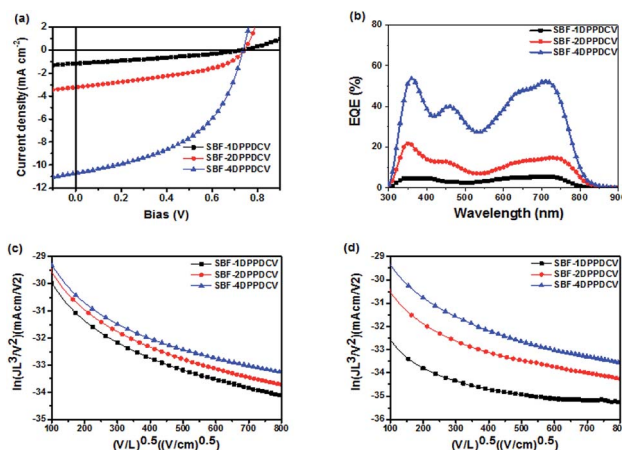 (a)
Current density(mA cm⁻²)
4
2
0
-2
-4
-6
-8
-10
-12
0.0
0.4
0.8
Bias (V)
SBF-1DPPDCV
SBF-2DPPDCV
SBF-4DPPDCV
(b)
EQE (%)
80
60
40
20
0
300 400 500 600 700 800 900
Wavelength (nm)
SBF-1DPPDCV
SBF-2DPPDCV
SBF-4DPPDCV
(c)
ln(JL³/V²)(mAcm/V2)
-29
-30
-31
-32
-33
-34
-35
100 200 300 400 500 600 700 800
(V/L)^0.5((V/cm)^0.5)
SBF-1DPPDCV
SBF-2DPPDCV
SBF-4DPPDCV
(d)
ln(JL³/V²)(mAcm/V2)
-29
-30
-31
-32
-33
-34
-35
-36
100 200 300 400 500 600 700 800
(V/L)^0.5((V/cm)^0.5)
SBF-1DPPDCV
SBF-2DPPDCV
SBF-4DPPDCV